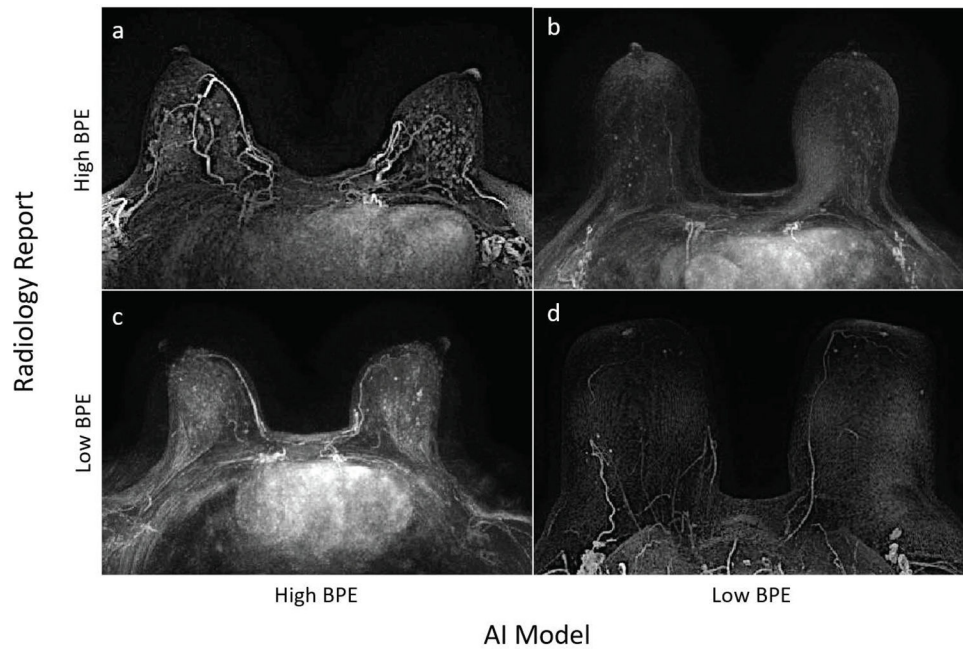 a
b
High BPE
Radiology Report
c
d
Low BPE
High BPE
Low BPE
AI Model